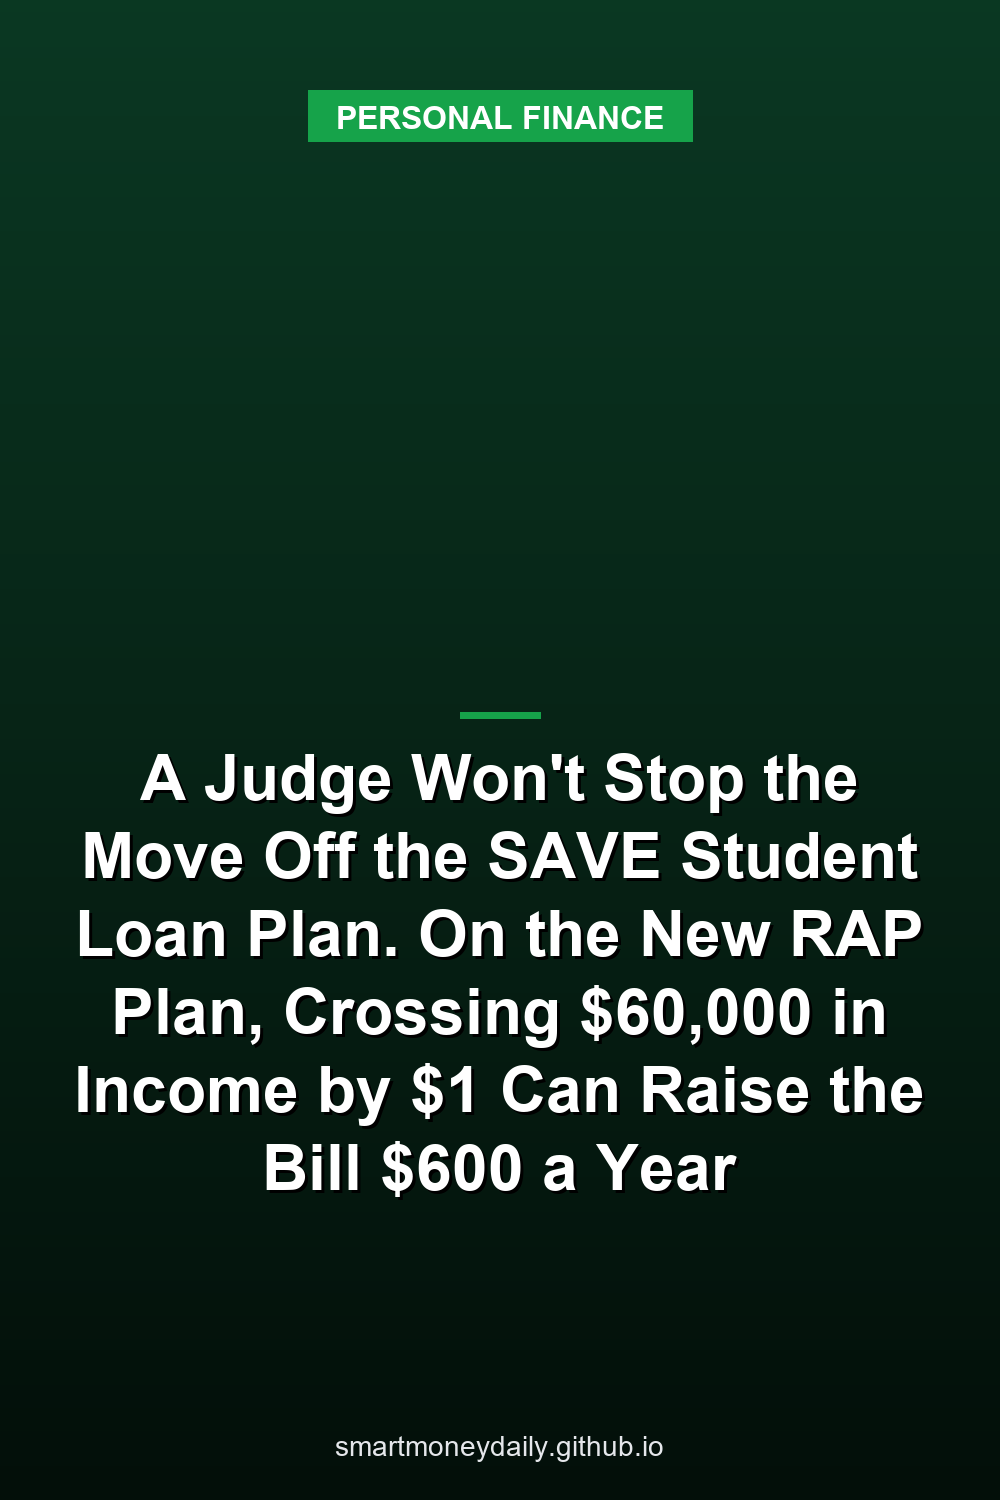 PERSONAL FINANCE
A Judge Won't Stop the
Move Off the SAVE Student
Loan Plan. On the New RAP
Plan, Crossing $60,000 in
Income by $1 Can Raise the
Bill $600 a Year
smartmoneydaily.github.io